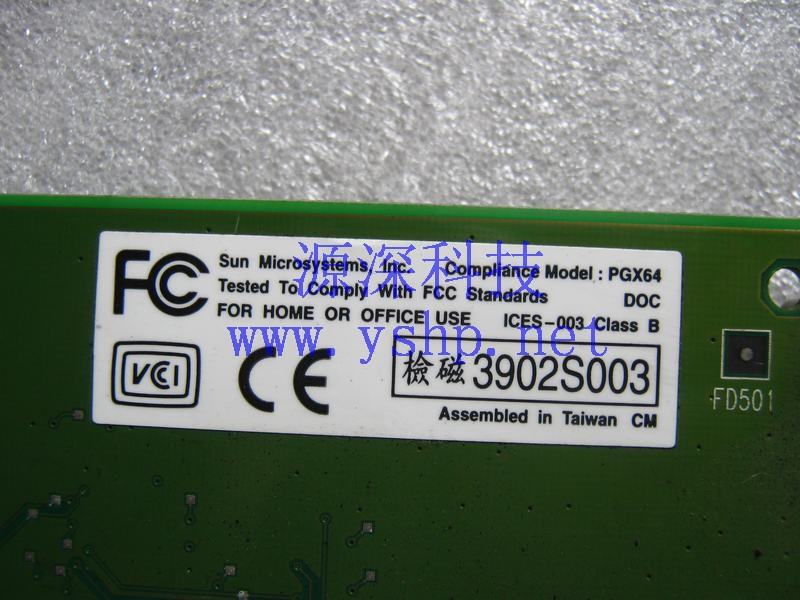 FC Sun Microsystems, Inc. Compliance Model : PGX64
Tested To Comply With FCC Standards DOC
FOR HOME OR OFFICE USE ICES-003 Class B
源深科技
www.yshp.net
VCI CE 檢磁 3902S003
Assembled in Taiwan CM
FD501